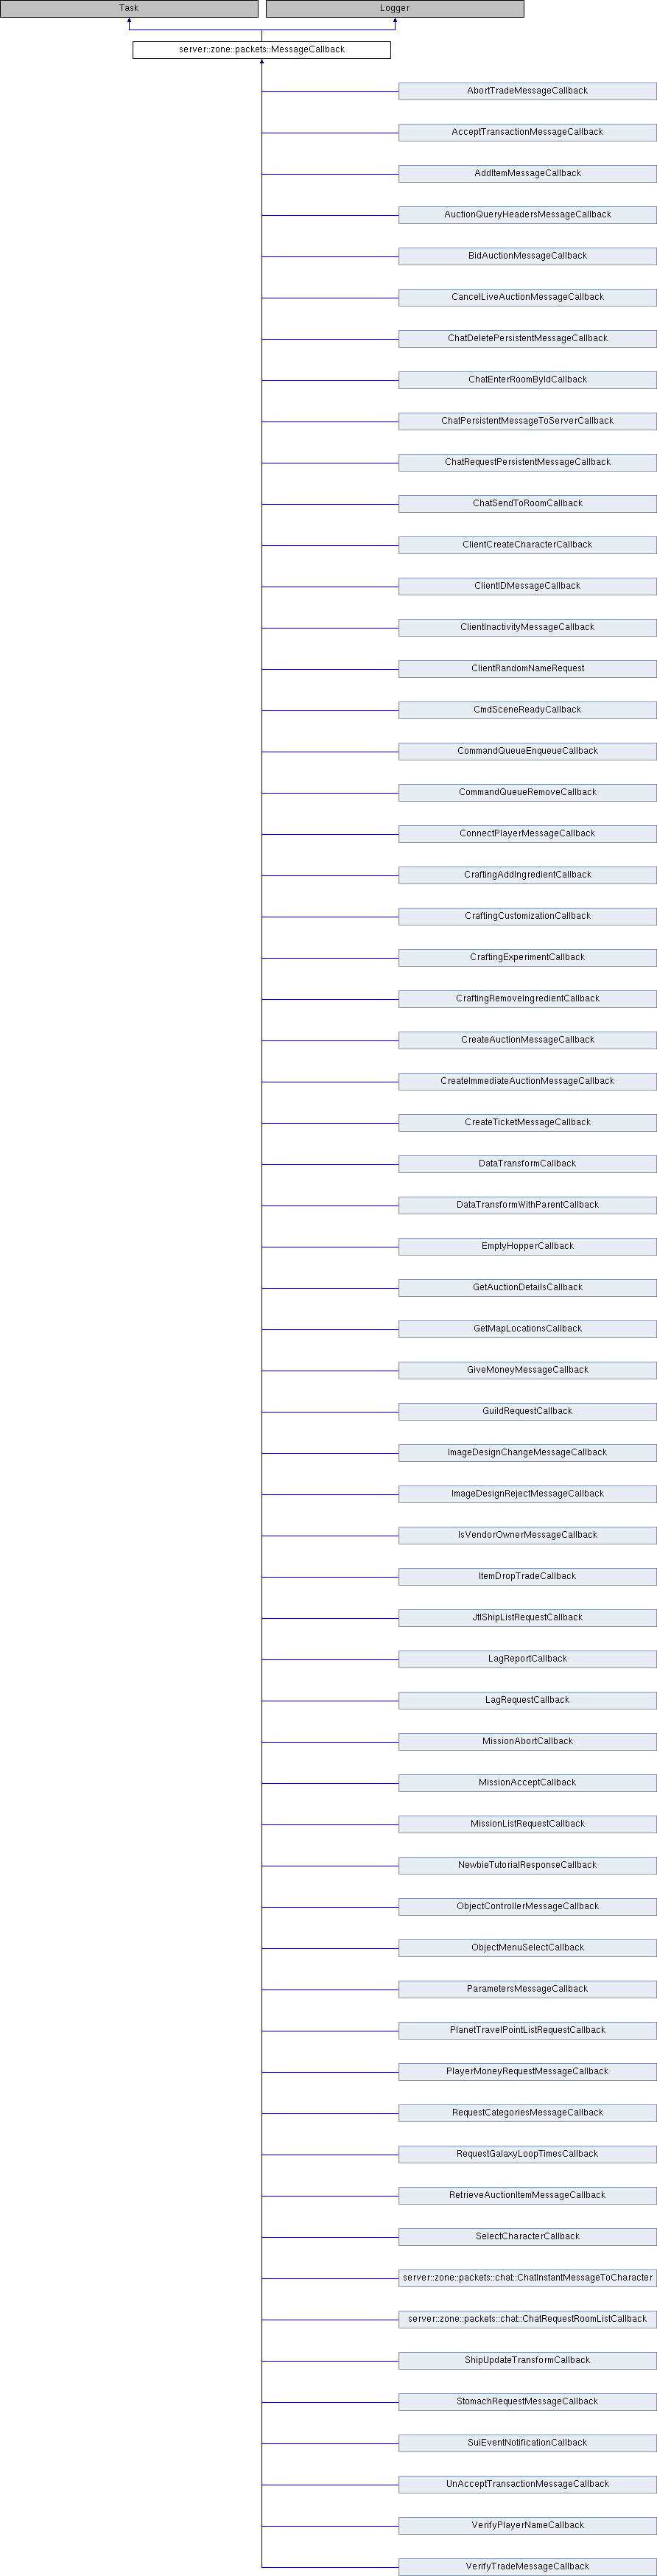 Task
Logger
server::zone::packets::MessageCallback
AbortTradeMessageCallback
AcceptTransactionMessageCallback
AddItemMessageCallback
AuctionQueryHeadersMessageCallback
BidAuctionMessageCallback
CancelLiveAuctionMessageCallback
ChatDeletePersistentMessageCallback
ChatEnterRoomByIdCallback
ChatPersistentMessageToServerCallback
ChatRequestPersistentMessageCallback
ChatSendToRoomCallback
ClientCreateCharacterCallback
ClientIDMessageCallback
ClientInactivityMessageCallback
ClientRandomNameRequest
CmdSceneReadyCallback
CommandQueueEnqueueCallback
CommandQueueRemoveCallback
ConnectPlayerMessageCallback
CraftingAddIngredientCallback
CraftingCustomizationCallback
CraftingExperimentCallback
CraftingRemoveIngredientCallback
CreateAuctionMessageCallback
CreateImmediateAuctionMessageCallback
CreateTicketMessageCallback
DataTransformCallback
DataTransformWithParentCallback
EmptyHopperCallback
GetAuctionDetailsCallback
GetMapLocationsCallback
GiveMoneyMessageCallback
GuildRequestCallback
ImageDesignChangeMessageCallback
ImageDesignRejectMessageCallback
IsVendorOwnerMessageCallback
ItemDropTradeCallback
JtlShipListRequestCallback
LagReportCallback
LagRequestCallback
MissionAbortCallback
MissionAcceptCallback
MissionListRequestCallback
NewbieTutorialResponseCallback
ObjectControllerMessageCallback
ObjectMenuSelectCallback
ParametersMessageCallback
PlanetTravelPointListRequestCallback
PlayerMoneyRequestMessageCallback
RequestCategoriesMessageCallback
RequestGalaxyLoopTimesCallback
RetrieveAuctionItemMessageCallback
SelectCharacterCallback
server::zone::packets::chat::ChatInstantMessageToCharacter
server::zone::packets::chat::ChatRequestRoomListCallback
ShipUpdateTransformCallback
StomachRequestMessageCallback
SuiEventNotificationCallback
UnAcceptTransactionMessageCallback
VerifyPlayerNameCallback
VerifyTradeMessageCallback